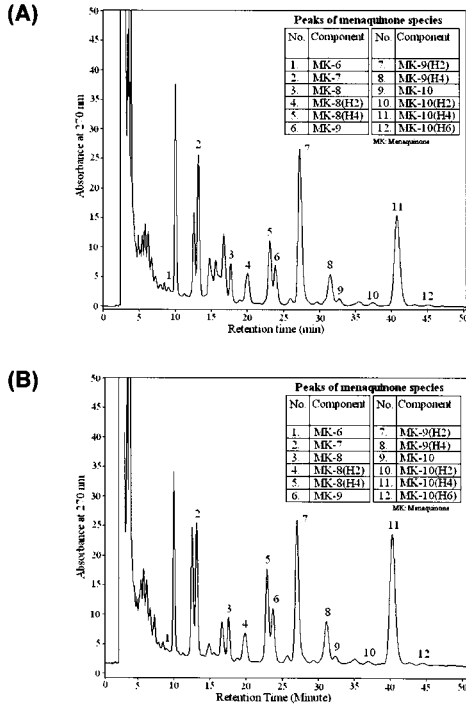 (A)
Peaks of menaquinone species
No. Component No. Component
1. MK-6 7. MK-9(H2)
2. MK-7 8. MK-9(H4)
3. MK-8 9. MK-10
4. MK-8(H2) 10. MK-10(H2)
5. MK-8(H4) 11. MK-10(H4)
6. MK-9 12. MK-10(H6)
MK: Menaquinone
Absorbance at 270 nm
50
45
40
35
30
25
20
15
10
5
0
1 2 3 4 5 6 7 8 9 10 11 12
0 5 10 15 20 25 30 35 40 45 50
Retention time (min)
(B)
Peaks of menaquinone species
No. Component No. Component
1. MK-6 7. MK-9(H2)
2. MK-7 8. MK-9(H4)
3. MK-8 9. MK-10
4. MK-8(H2) 10. MK-10(H2)
5. MK-8(H4) 11. MK-10(H4)
6. MK-9 12. MK-10(H6)
MK: Menaquinone
Absorbance at 270 nm
50
45
40
35
30
25
20
15
10
5
0
1 2 3 4 5 6 7 8 9 10 11 12
0 5 10 15 20 25 30 35 40 45 50
Retention Time (Minute)